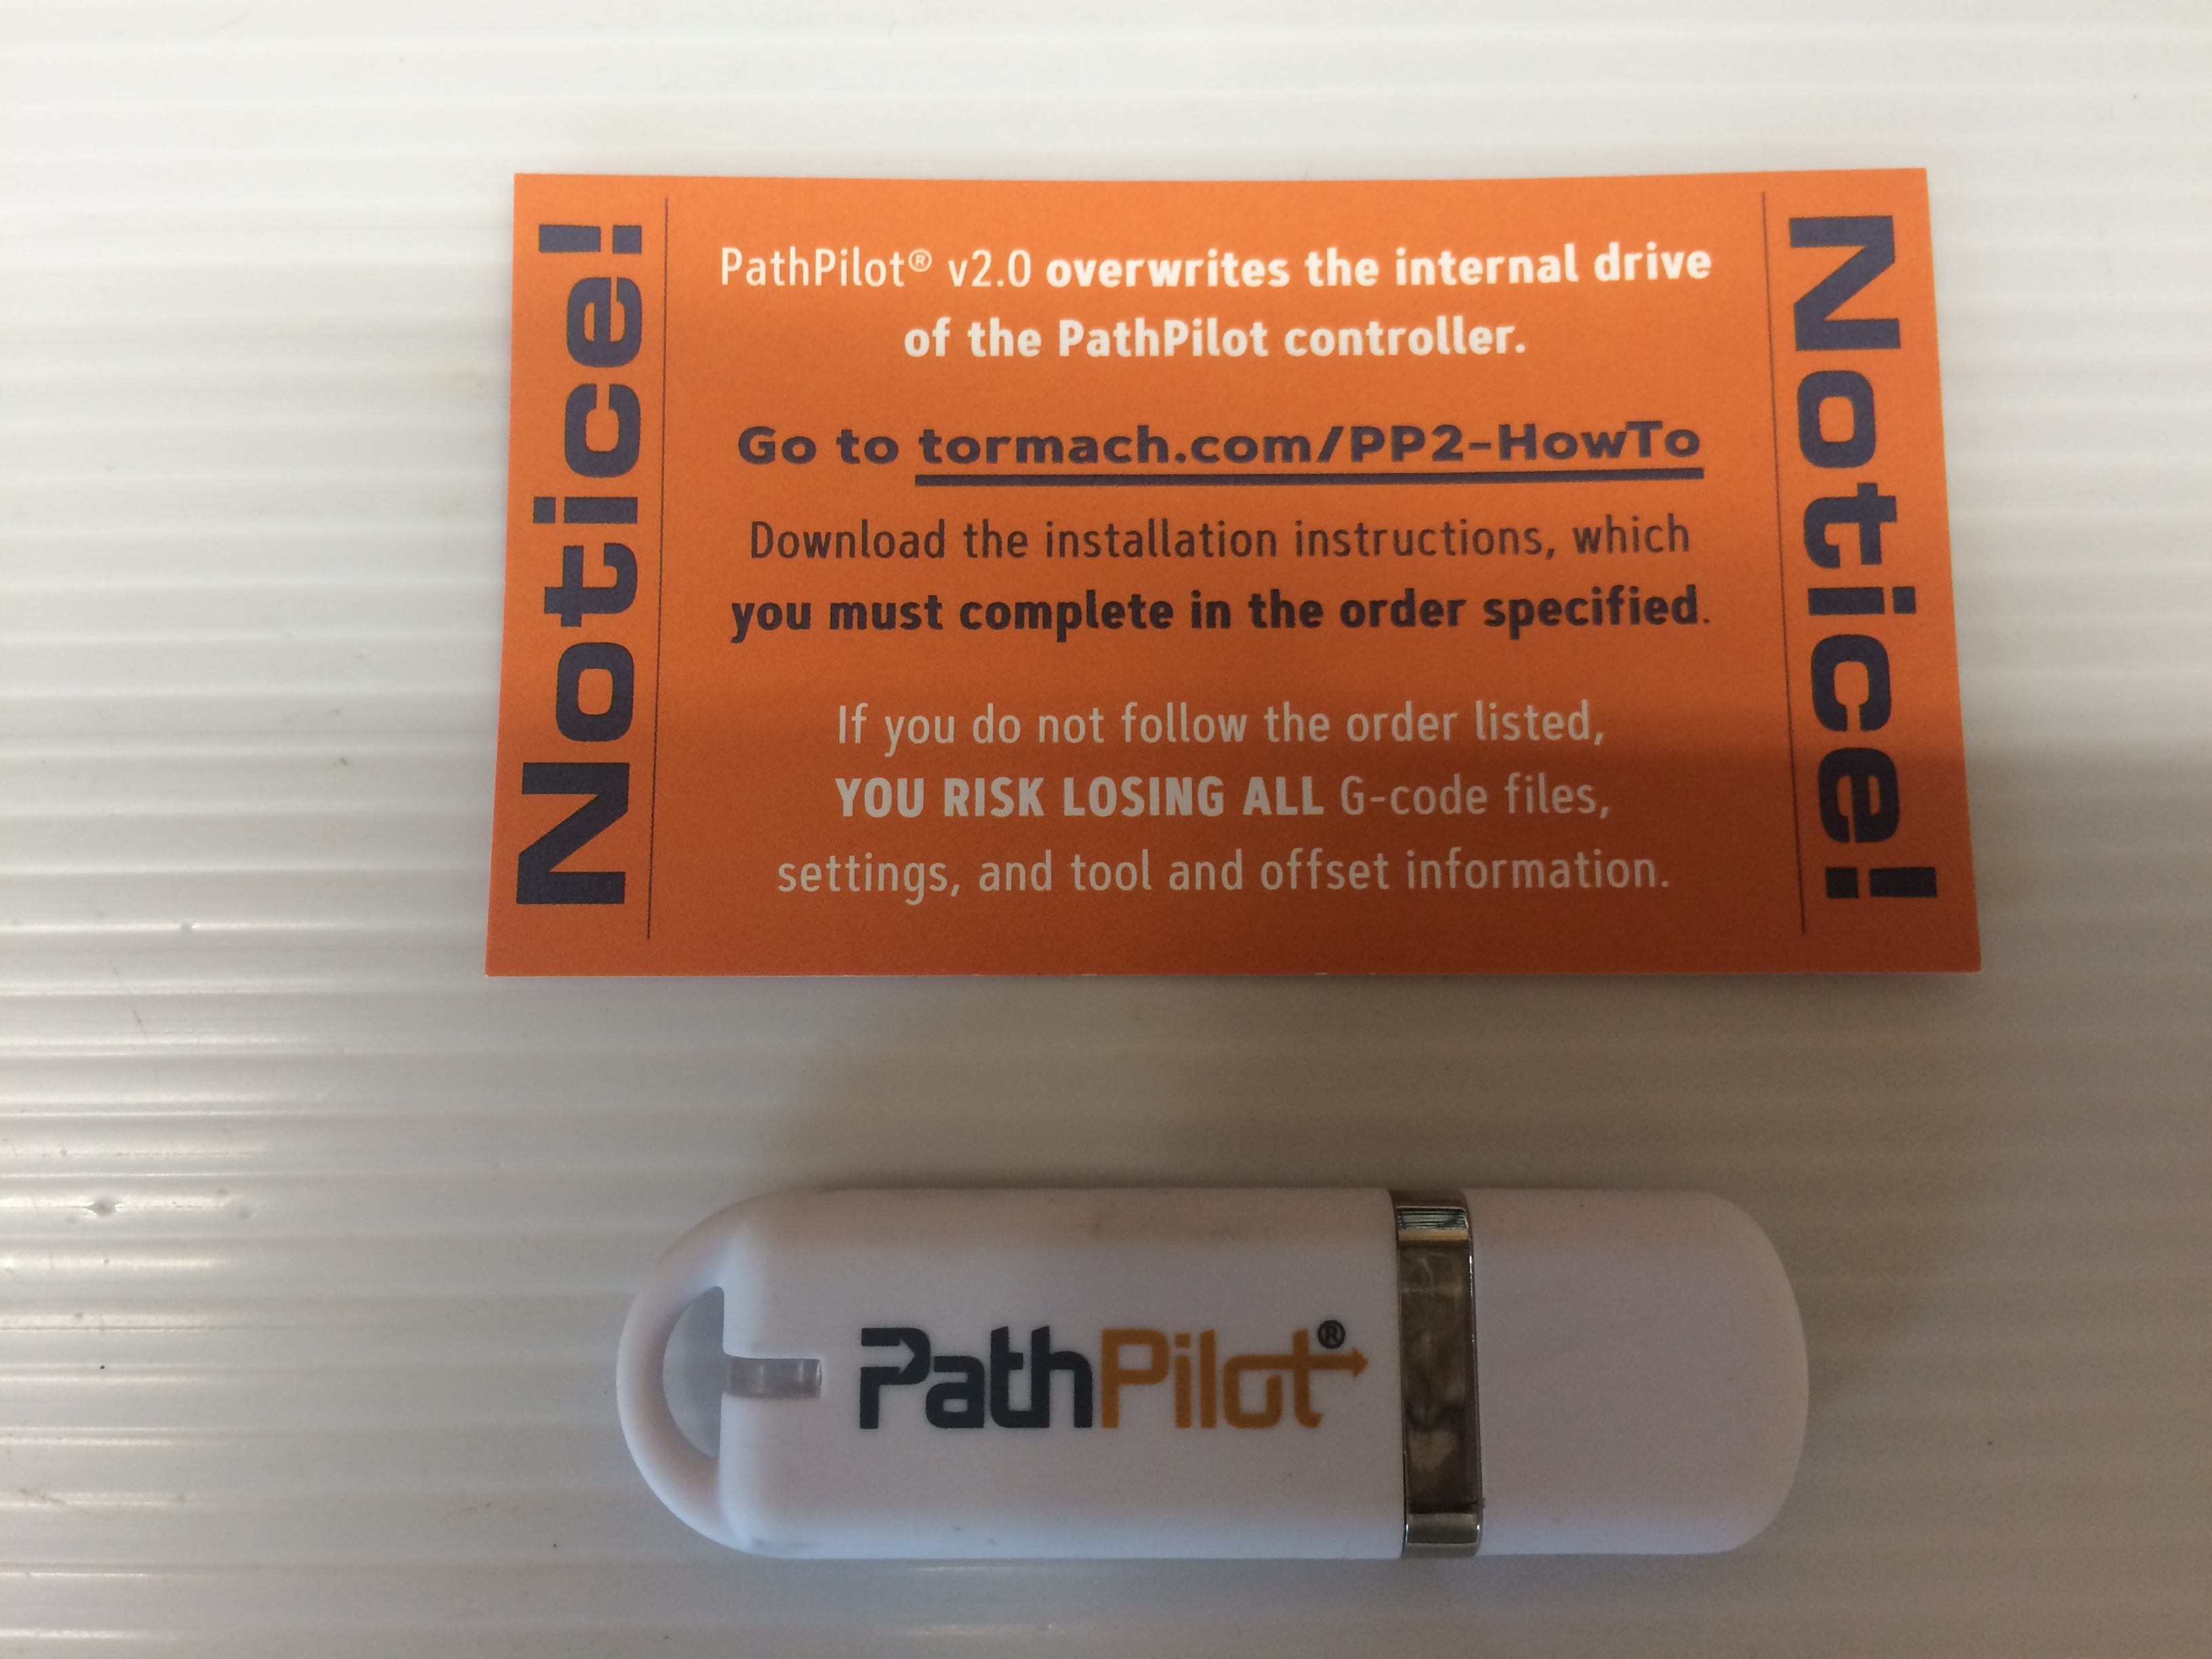 Notice!
PathPilot® v2.0 overwrites the internal drive
of the PathPilot controller.
Go to tormach.com/PP2-HowTo
Download the installation instructions, which
you must complete in the order specified.
If you do not follow the order listed,
YOU RISK LOSING ALL G-code files,
settings, and tool and offset information.
Notice!
PathPilot®